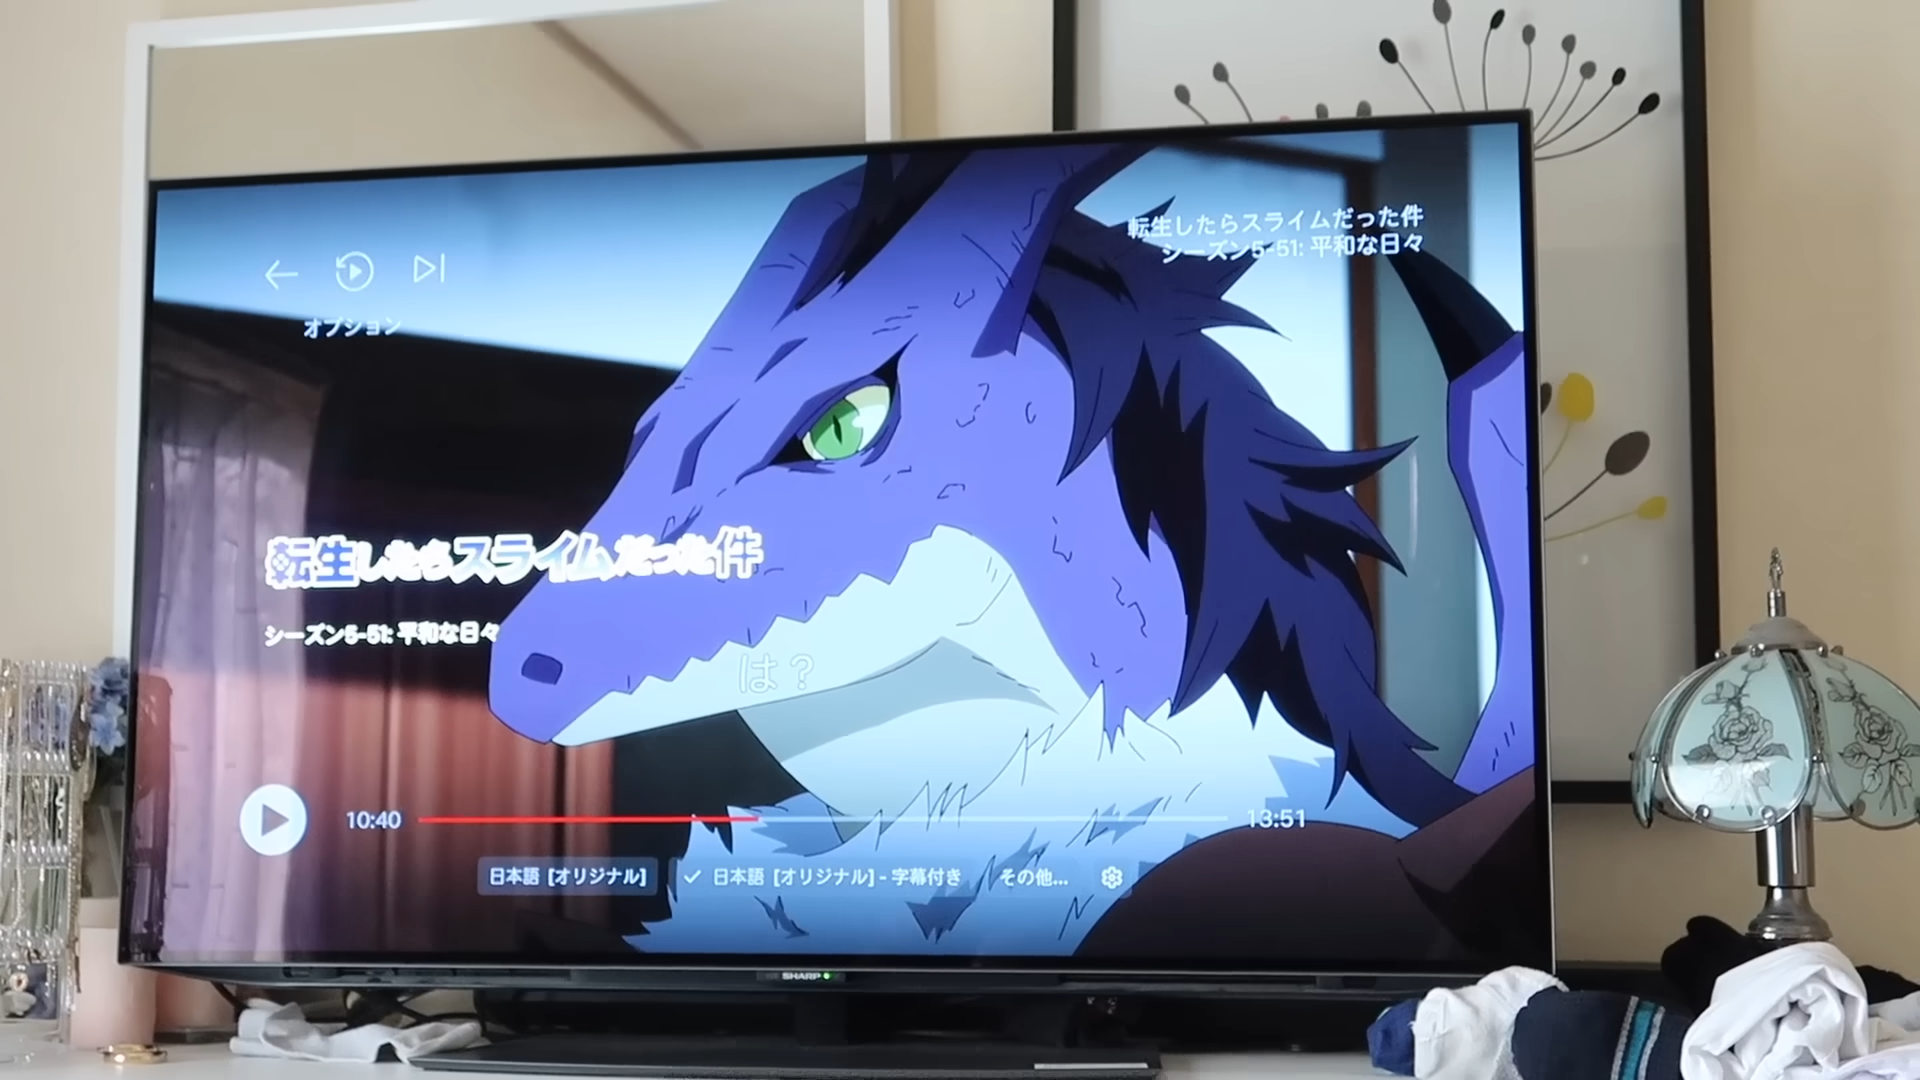 転生したらスライムだった件
シーズン5-51: 平和な日々
オプション
転生したらスライムだった件
シーズン5-51: 平和な日々
は？
10:40
13:51
日本語 [オリジナル]
日本語 [オリジナル] - 字幕付き
その他...
SHARP